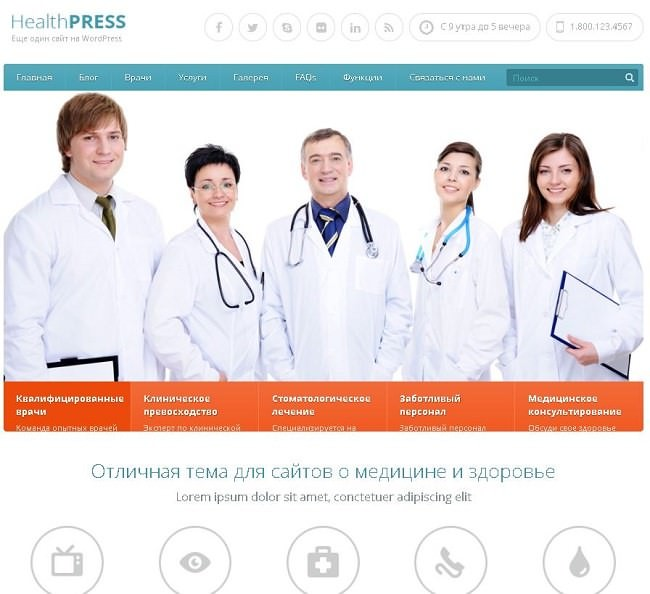 HealthPRESS
Еще один сайт на WordPress
С 9 утра до 5 вечера
1.800.123.4567
Главная Блог Врачи Услуги Галерея FAQs Функции Связаться с нами Поиск
Квалифицированные врачи
Команда опытных врачей
Клиническое превосходство
Эксперт по клинической
Стоматологическое лечение
Специализируется на
Заботливый персонал
Заботливый персонал
Медицинское консультирование
Обсуди свое здоровье
Отличная тема для сайтов о медицине и здоровье
Lorem ipsum dolor sit amet, conctetuer adipiscing elit